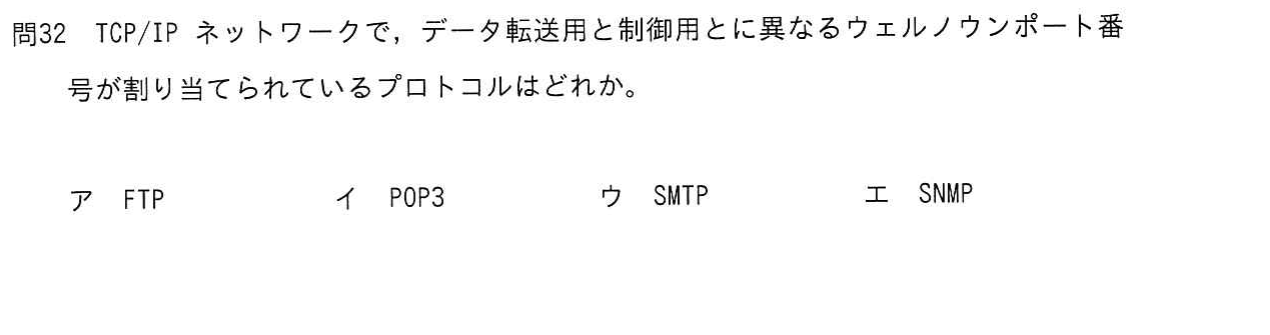 問32 TCP/IP ネットワークで，データ転送用と制御用とに異なるウェルノウンポート番
号が割り当てられているプロトコルはどれか。
ア FTP イ POP3 ウ SMTP エ SNMP